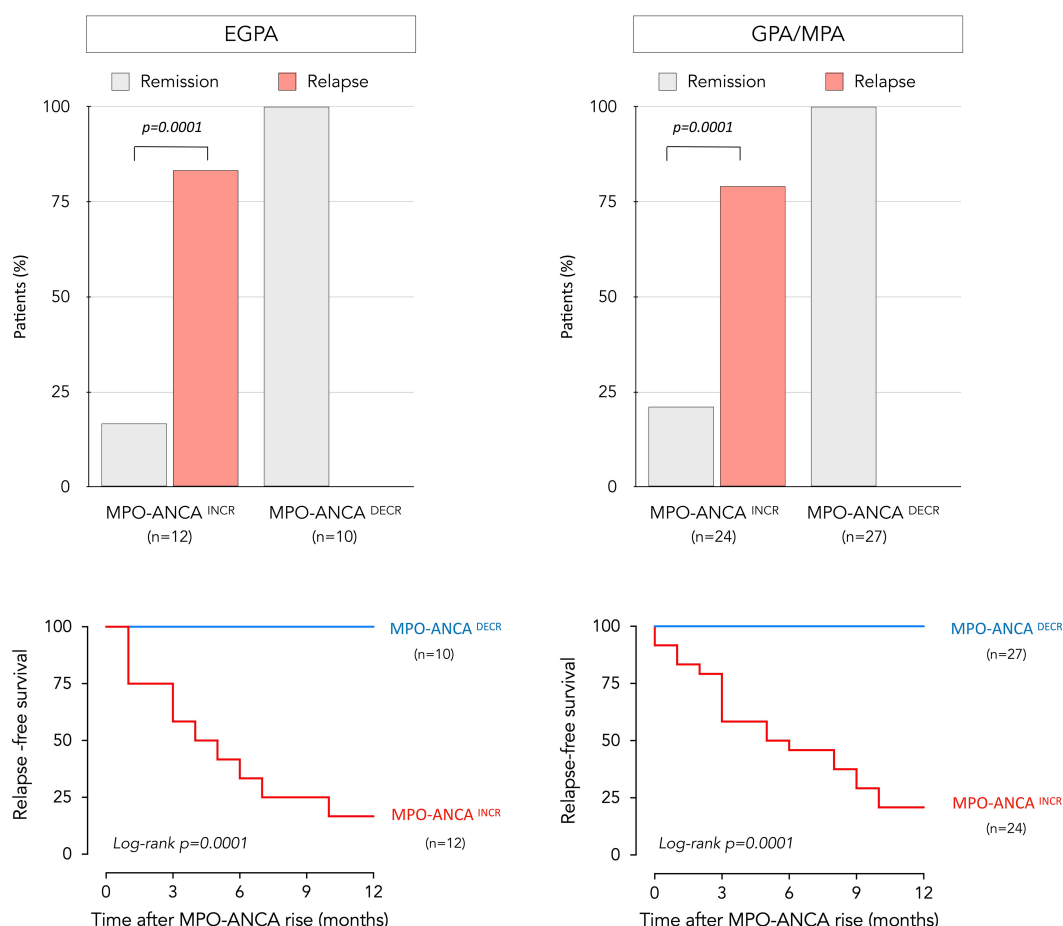 EGPA
Remission
Relapse
100
75
50
25
0
Patients (%)
p=0.0001
MPO-ANCA INCR
(n=12)
MPO-ANCA DECR
(n=10)
GPA/MPA
Remission
Relapse
100
75
50
25
0
Patients (%)
p=0.0001
MPO-ANCA INCR
(n=24)
MPO-ANCA DECR
(n=27)
100
75
50
25
0
Relapse -free survival
MPO-ANCA DECR
(n=10)
MPO-ANCA INCR
(n=12)
Log-rank p=0.0001
0 3 6 9 12
Time after MPO-ANCA rise (months)
100
75
50
25
0
Relapse-free survival
MPO-ANCA DECR
(n=27)
MPO-ANCA INCR
(n=24)
Log-rank p=0.0001
0 3 6 9 12
Time after MPO-ANCA rise (months)